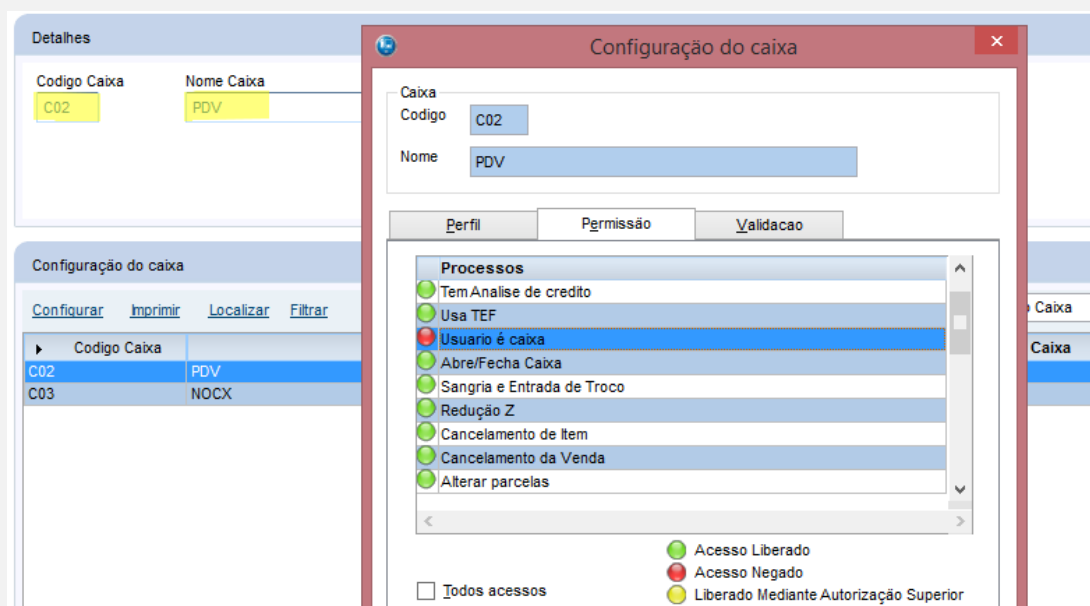 Detalhes
Codigo Caixa
Nome Caixa
C02
PDV
Configuração do caixa
Configurar
Imprimir
Localizar
Filtrar
Caixa
Codigo Caixa
Caixa
C02
PDV
C03
NOCX
Configuração do caixa
Caixa
Codigo
C02
Nome
PDV
Perfil
Permissão
Validacao
Processos
Tem Analise de credito
Usa TEF
Usuario é caixa
Abre/Fecha Caixa
Sangria e Entrada de Troco
Redução Z
Cancelamento de Item
Cancelamento da Venda
Alterar parcelas
Todos acessos
Acesso Liberado
Acesso Negado
Liberado Mediante Autorização Superior